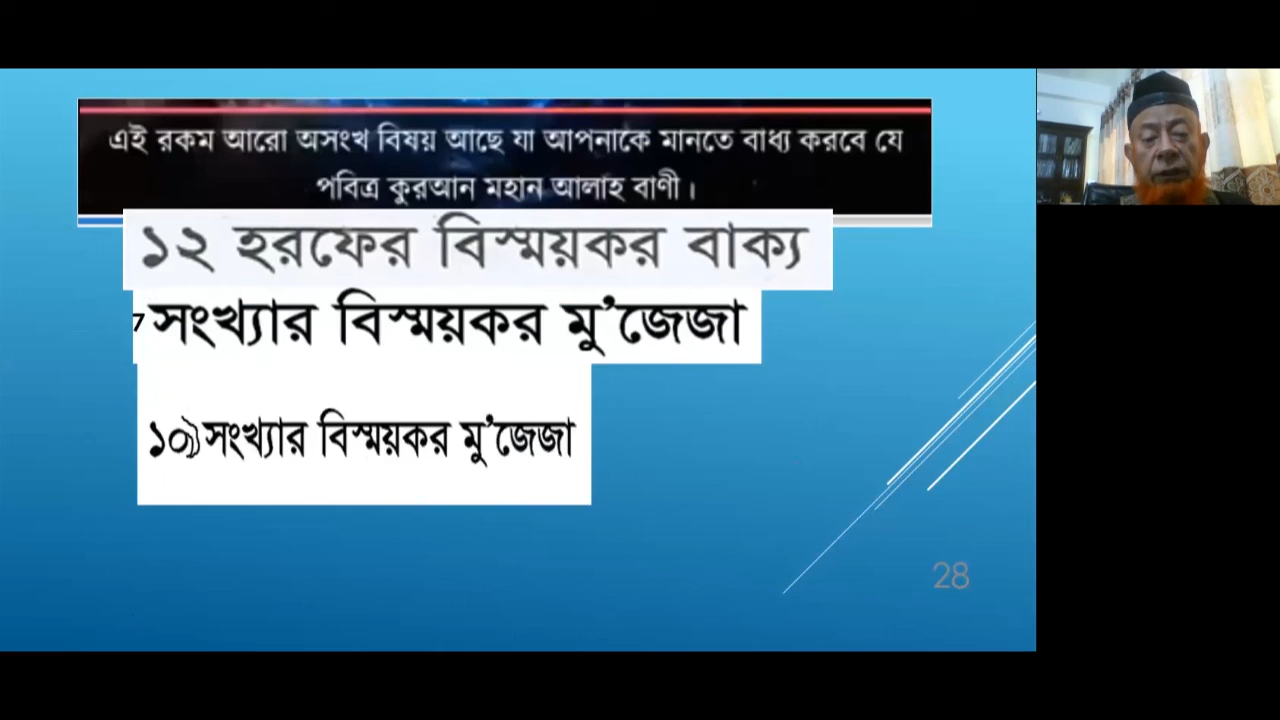 এই রকম আরো অসংখ বিষয় আছে যা আপনাকে মানতে বাধ্য করবে যে
পবিত্র কুরআন মহান আলাহ বাণী।
১২ হরফের বিস্ময়কর বাক্য
7 সংখ্যার বিস্ময়কর মু'জেজা
সংখ্যার বিস্ময়কর মু'জেজা
28